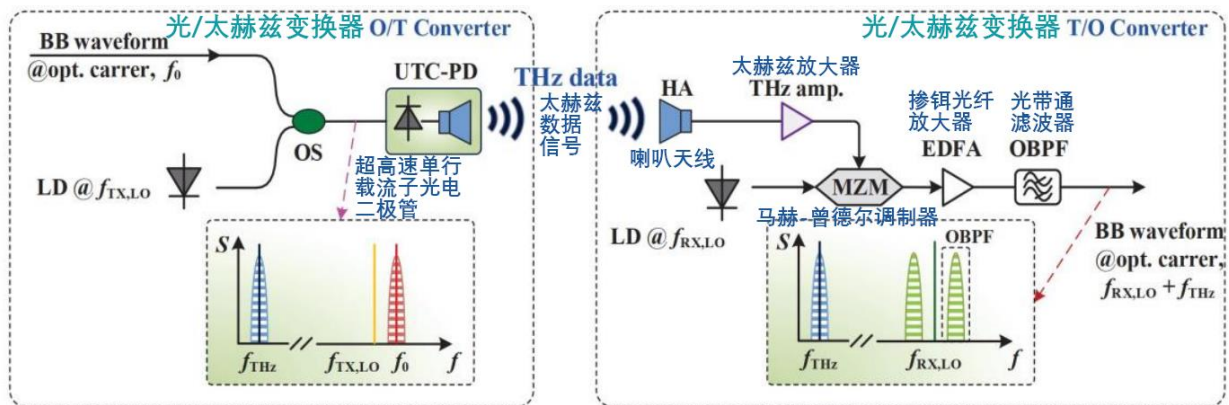 光/太赫兹变换器 O/T Converter
BB waveform
@opt. carrer, f0
UTC-PD
OS
LD @ fTX,LO
超高速单行
载流子光电
二极管
S
fTHz
fTX,LO
f0
f
THz data
太赫兹
数据
信号
光/太赫兹变换器 T/O Converter
HA
喇叭天线
太赫兹放大器
THz amp.
掺铒光纤
放大器
EDFA
光带通
滤波器
OBPF
MZM
马赫-曾德尔调制器
LD @ fRX,LO
OBPF
S
fTHz
fRX,LO
f
BB waveform
@opt. carrer,
fRX,LO + fTHz